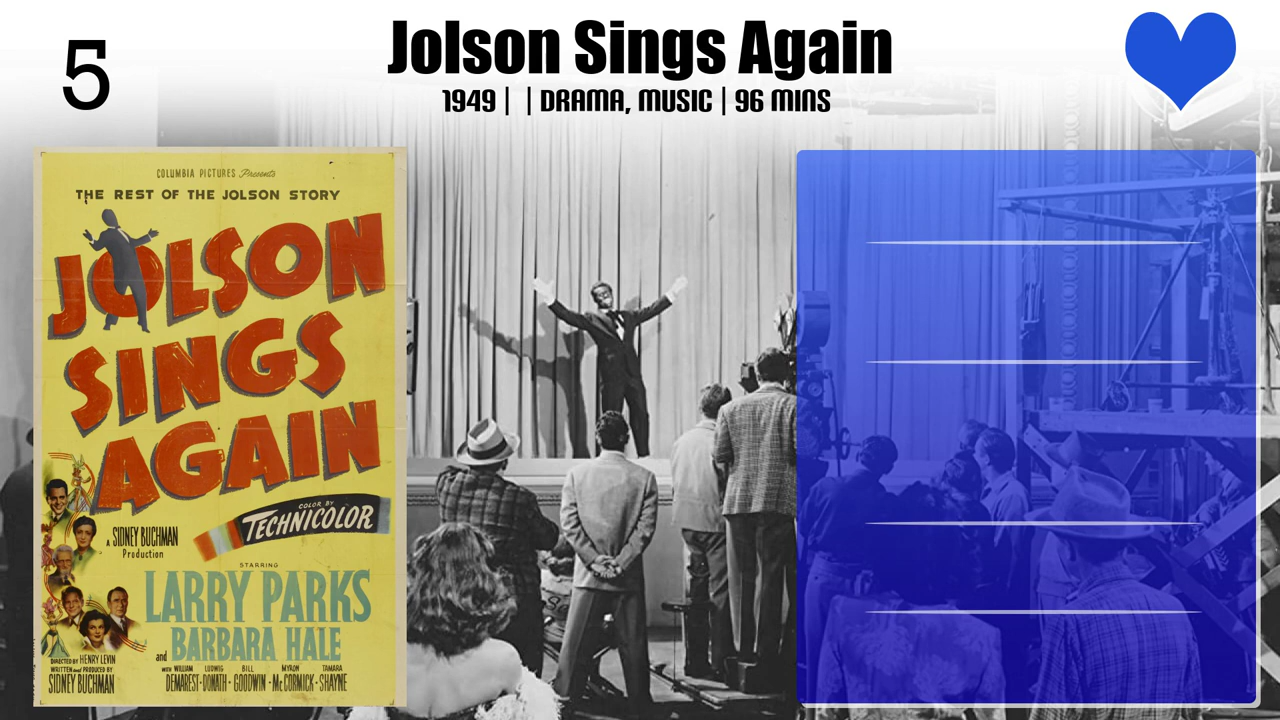 5
Jolson Sings Again
1949 | | DRAMA, MUSIC | 96 MINS
COLUMBIA PICTURES Presents
THE REST OF THE JOLSON STORY
JOLSON
SINGS
AGAIN
COLOR BY
TECHNICOLOR
A SIDNEY BUCHMAN
Production
STARRING
LARRY PARKS
and BARBARA HALE
WITH WILLIAM DEMAREST · LUDWIG DONATH · BILL GOODWIN · MYRON McCORMICK · TAMARA SHAYNE
DIRECTED BY HENRY LEVIN
WRITTEN and PRODUCED BY
SIDNEY BUCHMAN